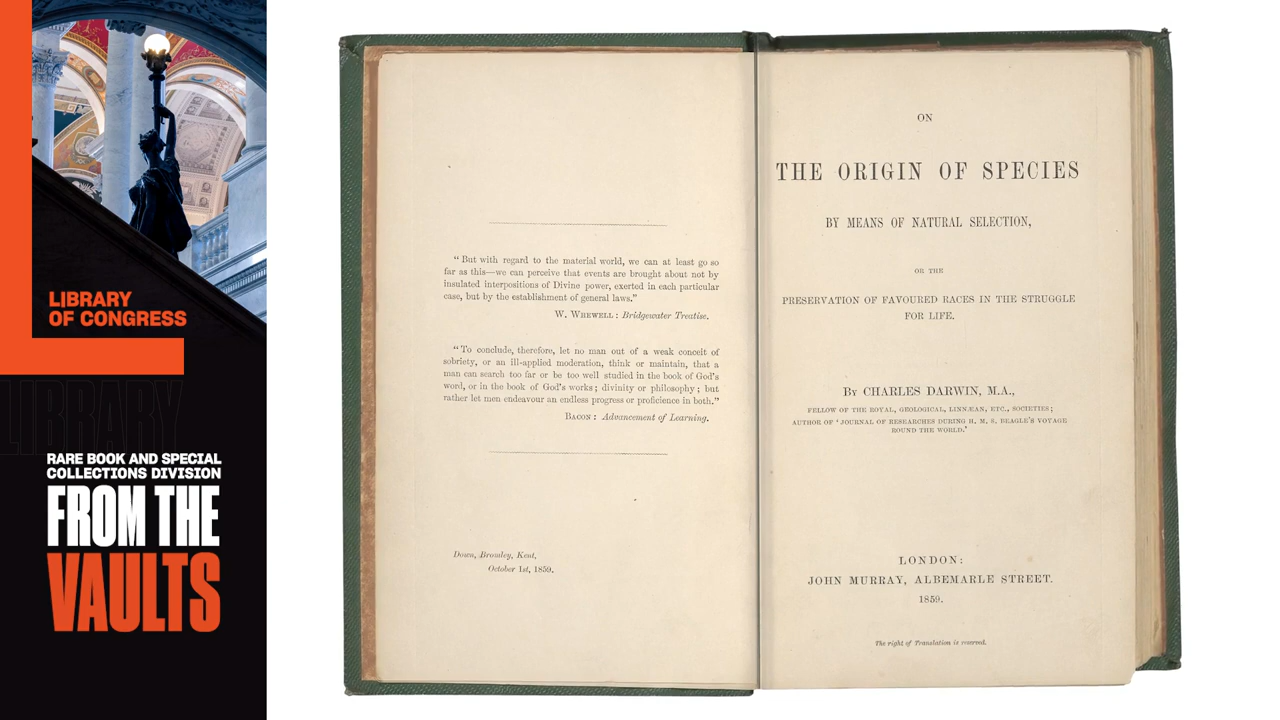 LIBRARY
OF CONGRESS
LIBRARY
RARE BOOK AND SPECIAL
COLLECTIONS DIVISION
FROM THE
VAULTS
“But with regard to the material world, we can at least go so
far as this—we can perceive that events are brought about not by
insulated interpositions of Divine power, exerted in each particular
case, but by the establishment of general laws.”
W. Whewell: Bridgewater Treatise.
“To conclude, therefore, let no man out of a weak conceit of
sobriety, or an ill-applied moderation, think or maintain, that a
man can search too far or be too well studied in the book of God’s
word, or in the book of God’s works; divinity or philosophy; but
rather let men endeavour an endless progress or proficience in both.”
Bacon: Advancement of Learning.
Down, Bromley, Kent,
October 1st, 1859.
ON
THE ORIGIN OF SPECIES
BY MEANS OF NATURAL SELECTION,
OR THE
PRESERVATION OF FAVOURED RACES IN THE STRUGGLE
FOR LIFE.
By CHARLES DARWIN, M.A.,
FELLOW OF THE ROYAL, GEOLOGICAL, LINNÆAN, ETC., SOCIETIES;
AUTHOR OF ‘JOURNAL OF RESEARCHES DURING H. M. S. BEAGLE’S VOYAGE
ROUND THE WORLD.’
LONDON:
JOHN MURRAY, ALBEMARLE STREET.
1859.
The right of Translation is reserved.